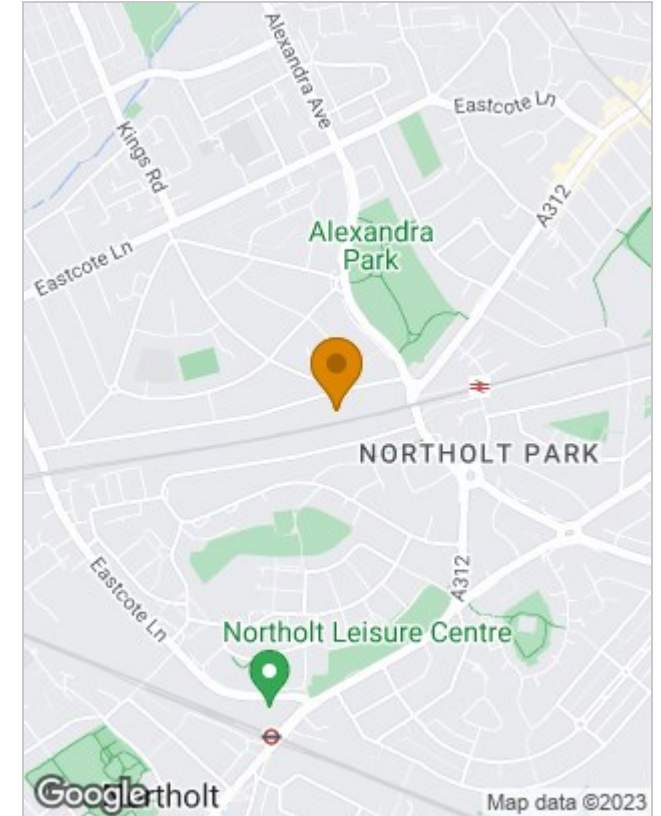 Alexandra Ave
Eastcote Ln
Kings Rd
A312
Alexandra
Park
Eastcote Ln
NORTHOLT PARK
Eastcote Ln
A312
Northolt Leisure Centre
Google
Northolt
Map data ©2023